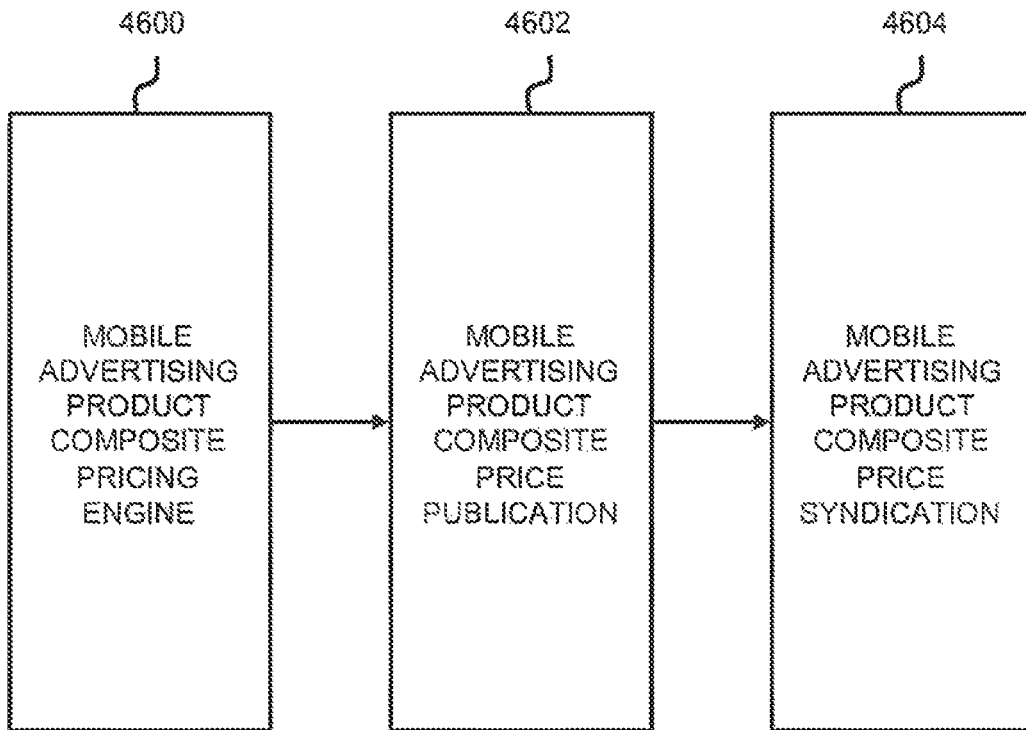 4600
4602
4604
MOBILE
ADVERTISING
PRODUCT
COMPOSITE
PRICING
ENGINE
MOBILE
ADVERTISING
PRODUCT
COMPOSITE
PRICE
PUBLICATION
MOBILE
ADVERTISING
PRODUCT
COMPOSITE
PRICE
SYNDICATION